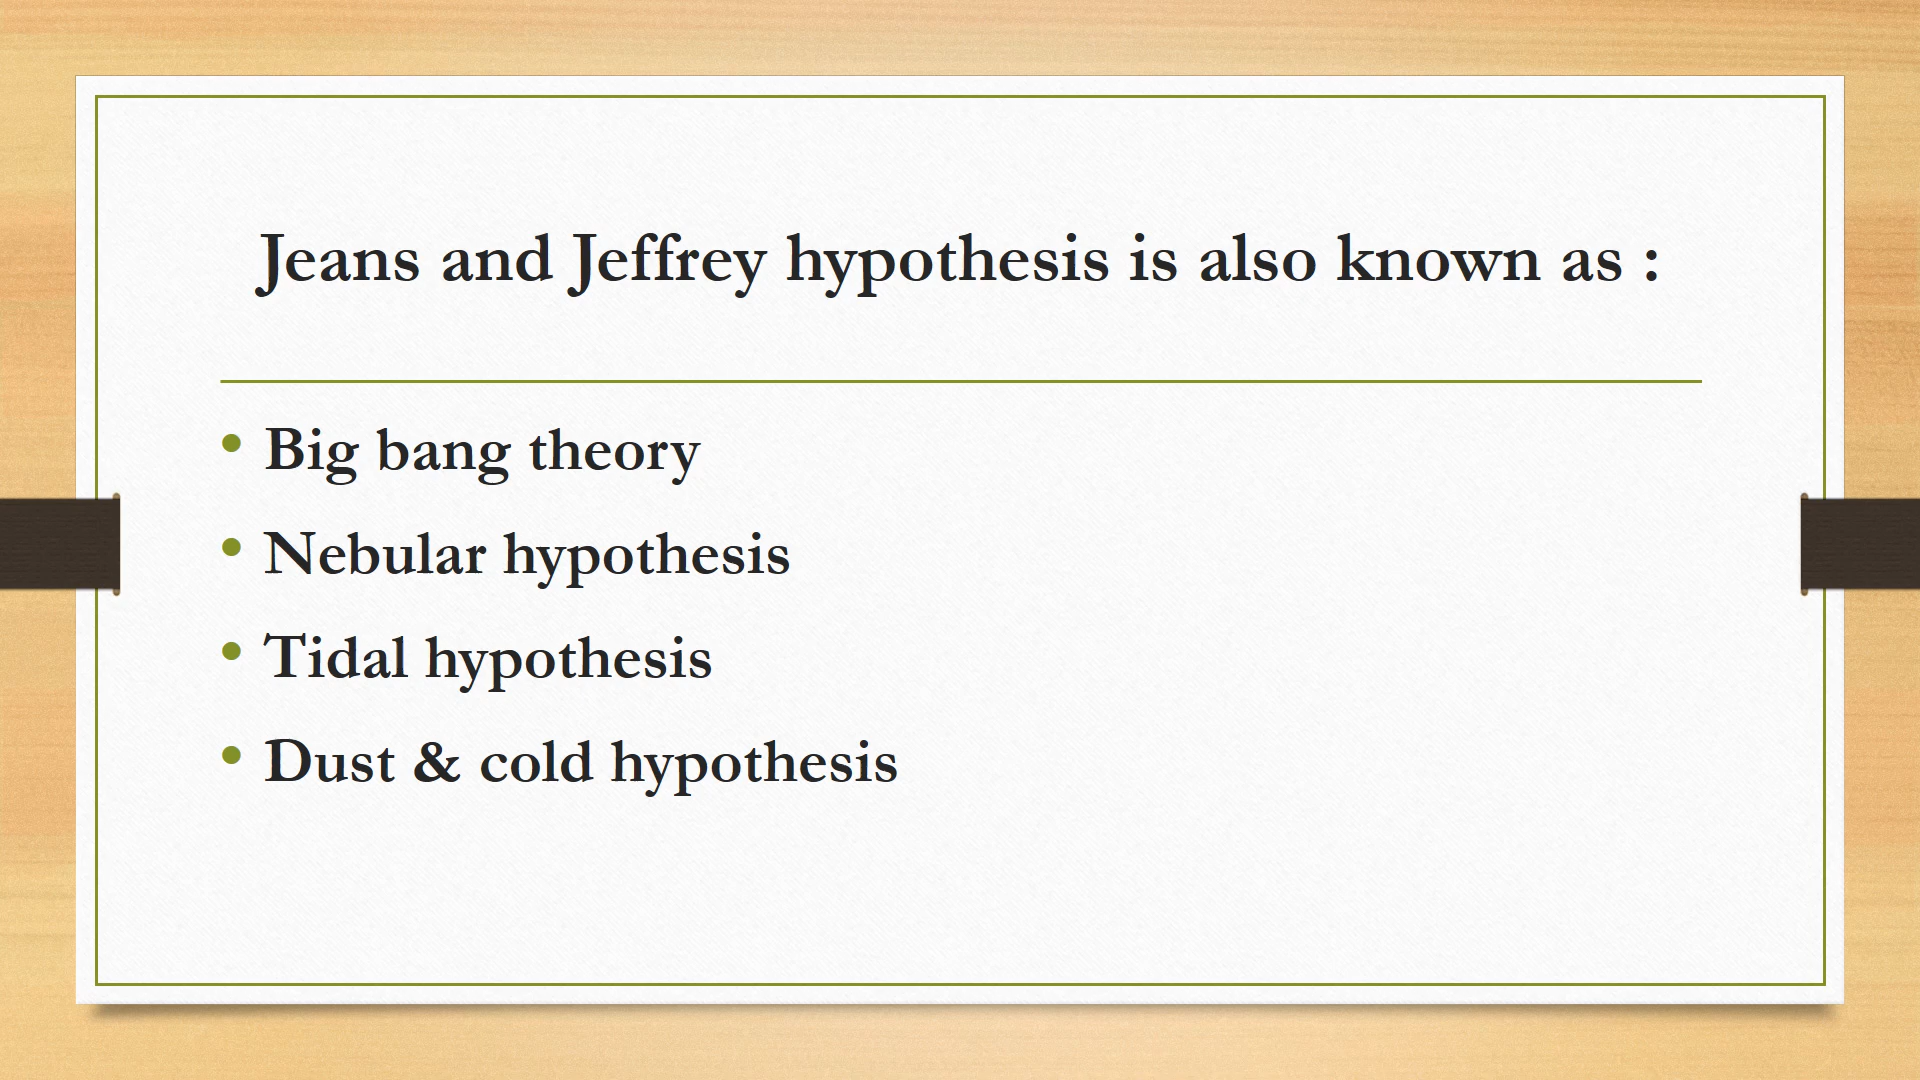 Jeans and Jeffrey hypothesis is also known as :
• Big bang theory
• Nebular hypothesis
• Tidal hypothesis
• Dust & cold hypothesis